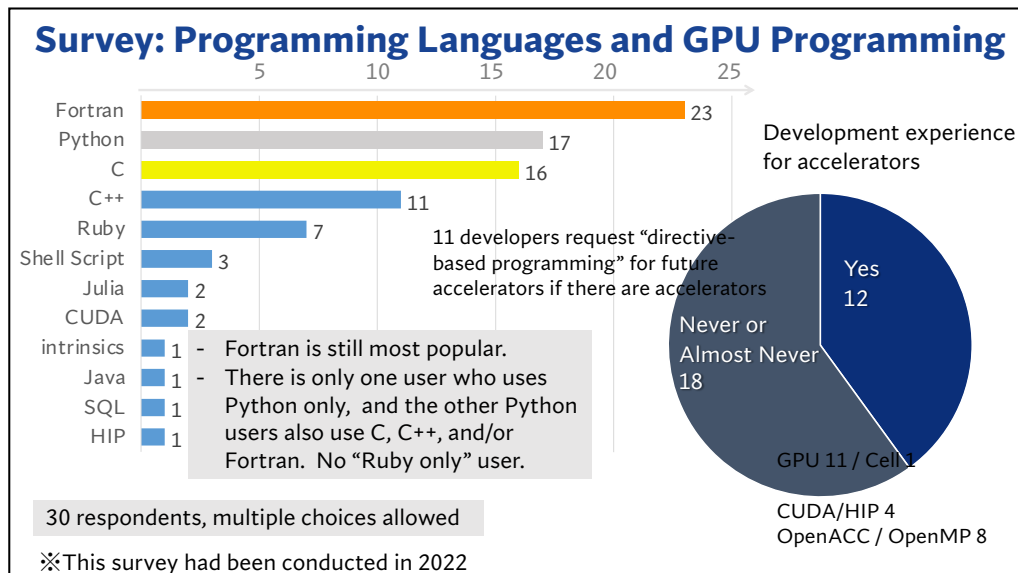 Survey: Programming Languages and GPU Programming
5 10 15 20 25
Fortran 23
Python 17
C 16
C++ 11
Ruby 7
Shell Script 3
Julia 2
CUDA 2
intrinsics 1
Java 1
SQL 1
HIP 1
11 developers request “directive-
based programming” for future
accelerators if there are accelerators
- Fortran is still most popular.
- There is only one user who uses
Python only, and the other Python
users also use C, C++, and/or
Fortran. No “Ruby only” user.
Development experience
for accelerators
Yes
12
Never or
Almost Never
18
GPU 11 / Cell 1
CUDA/HIP 4
OpenACC / OpenMP 8
30 respondents, multiple choices allowed
※This survey had been conducted in 2022